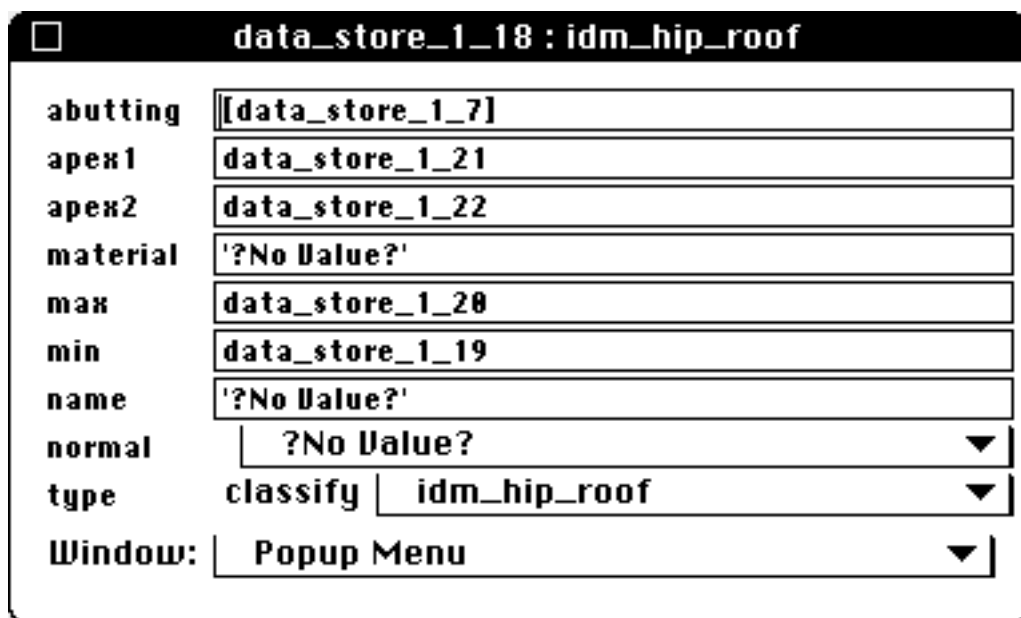 data_store_1_18 : idm_hip_roof
abutting [data_store_1_7]
apex1 data_store_1_21
apex2 data_store_1_22
material '?No Value?'
max data_store_1_20
min data_store_1_19
name '?No Value?'
normal ?No Value?
type classify idm_hip_roof
Window: Popup Menu